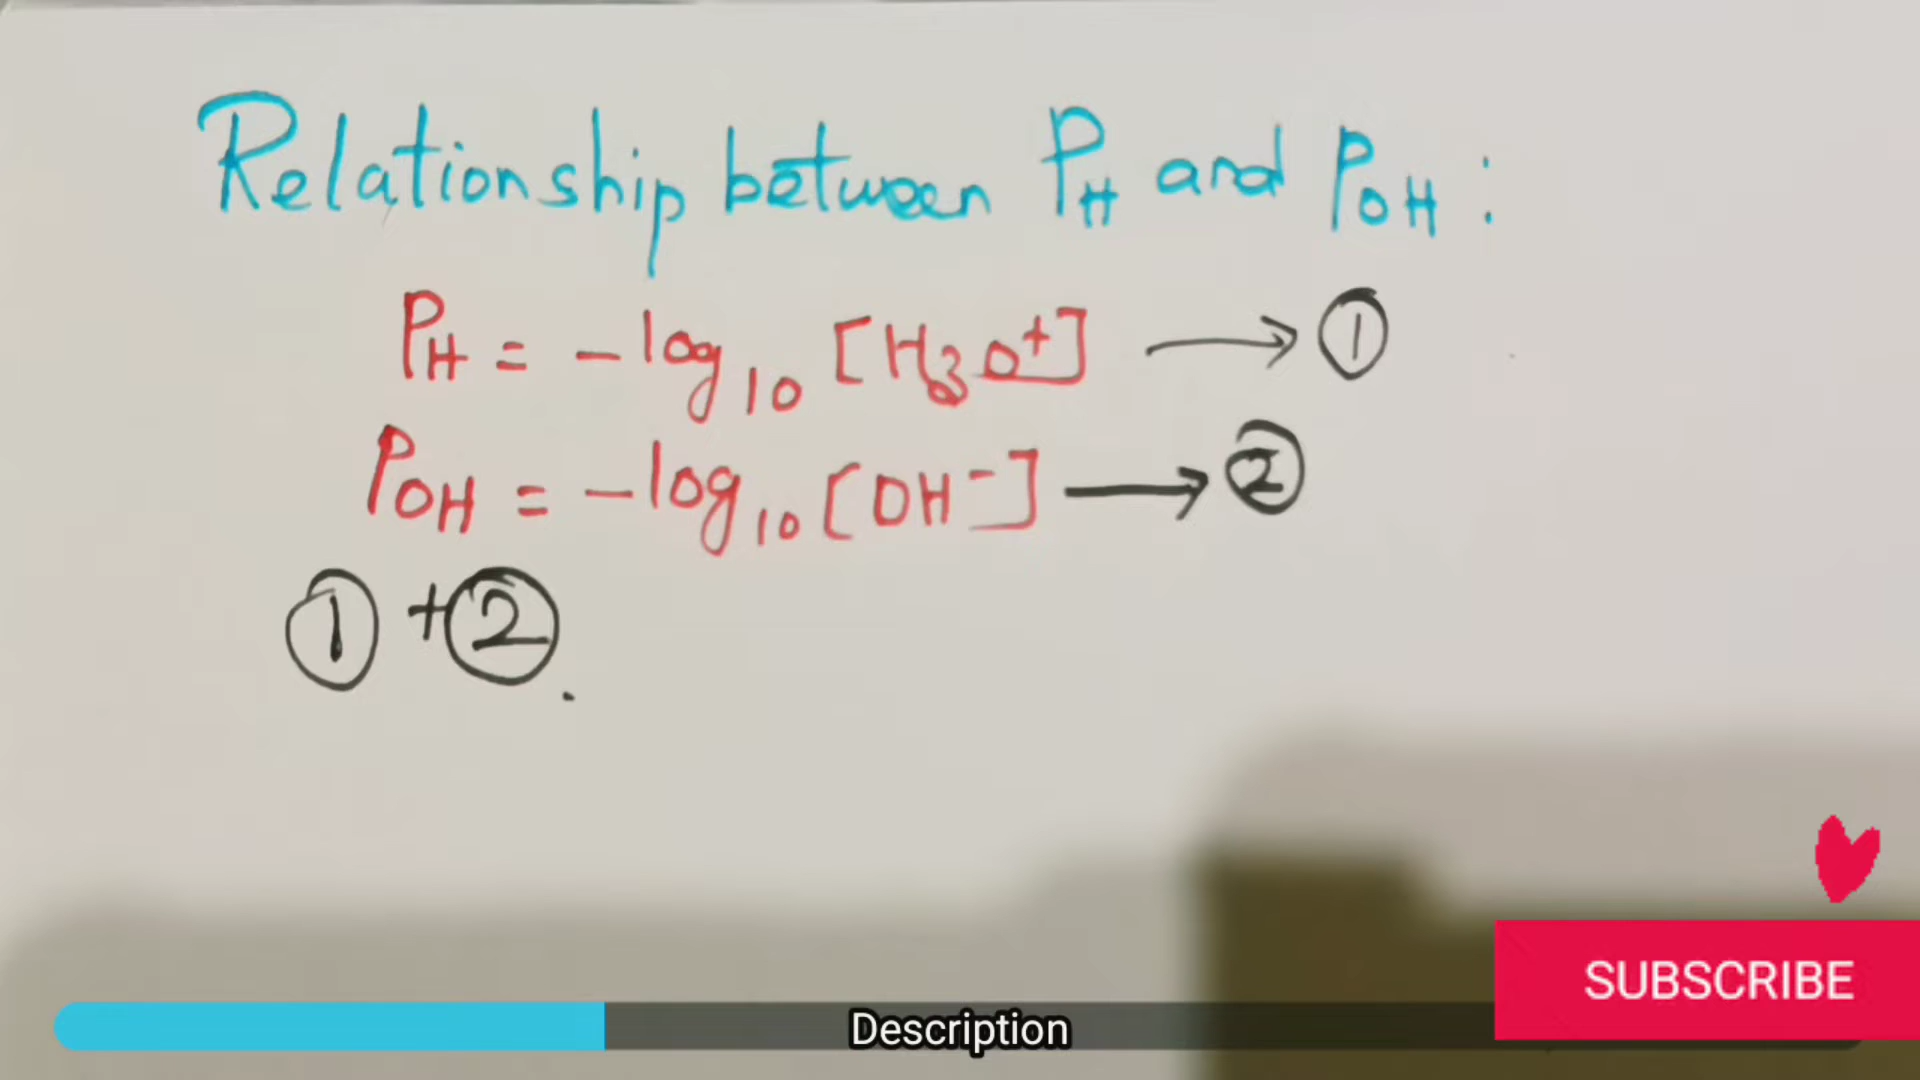 Relationship between PH and POH :
PH = -log10 [H3O+] → ①
POH = -log10 [OH-] → ②
① + ②
SUBSCRIBE
Description